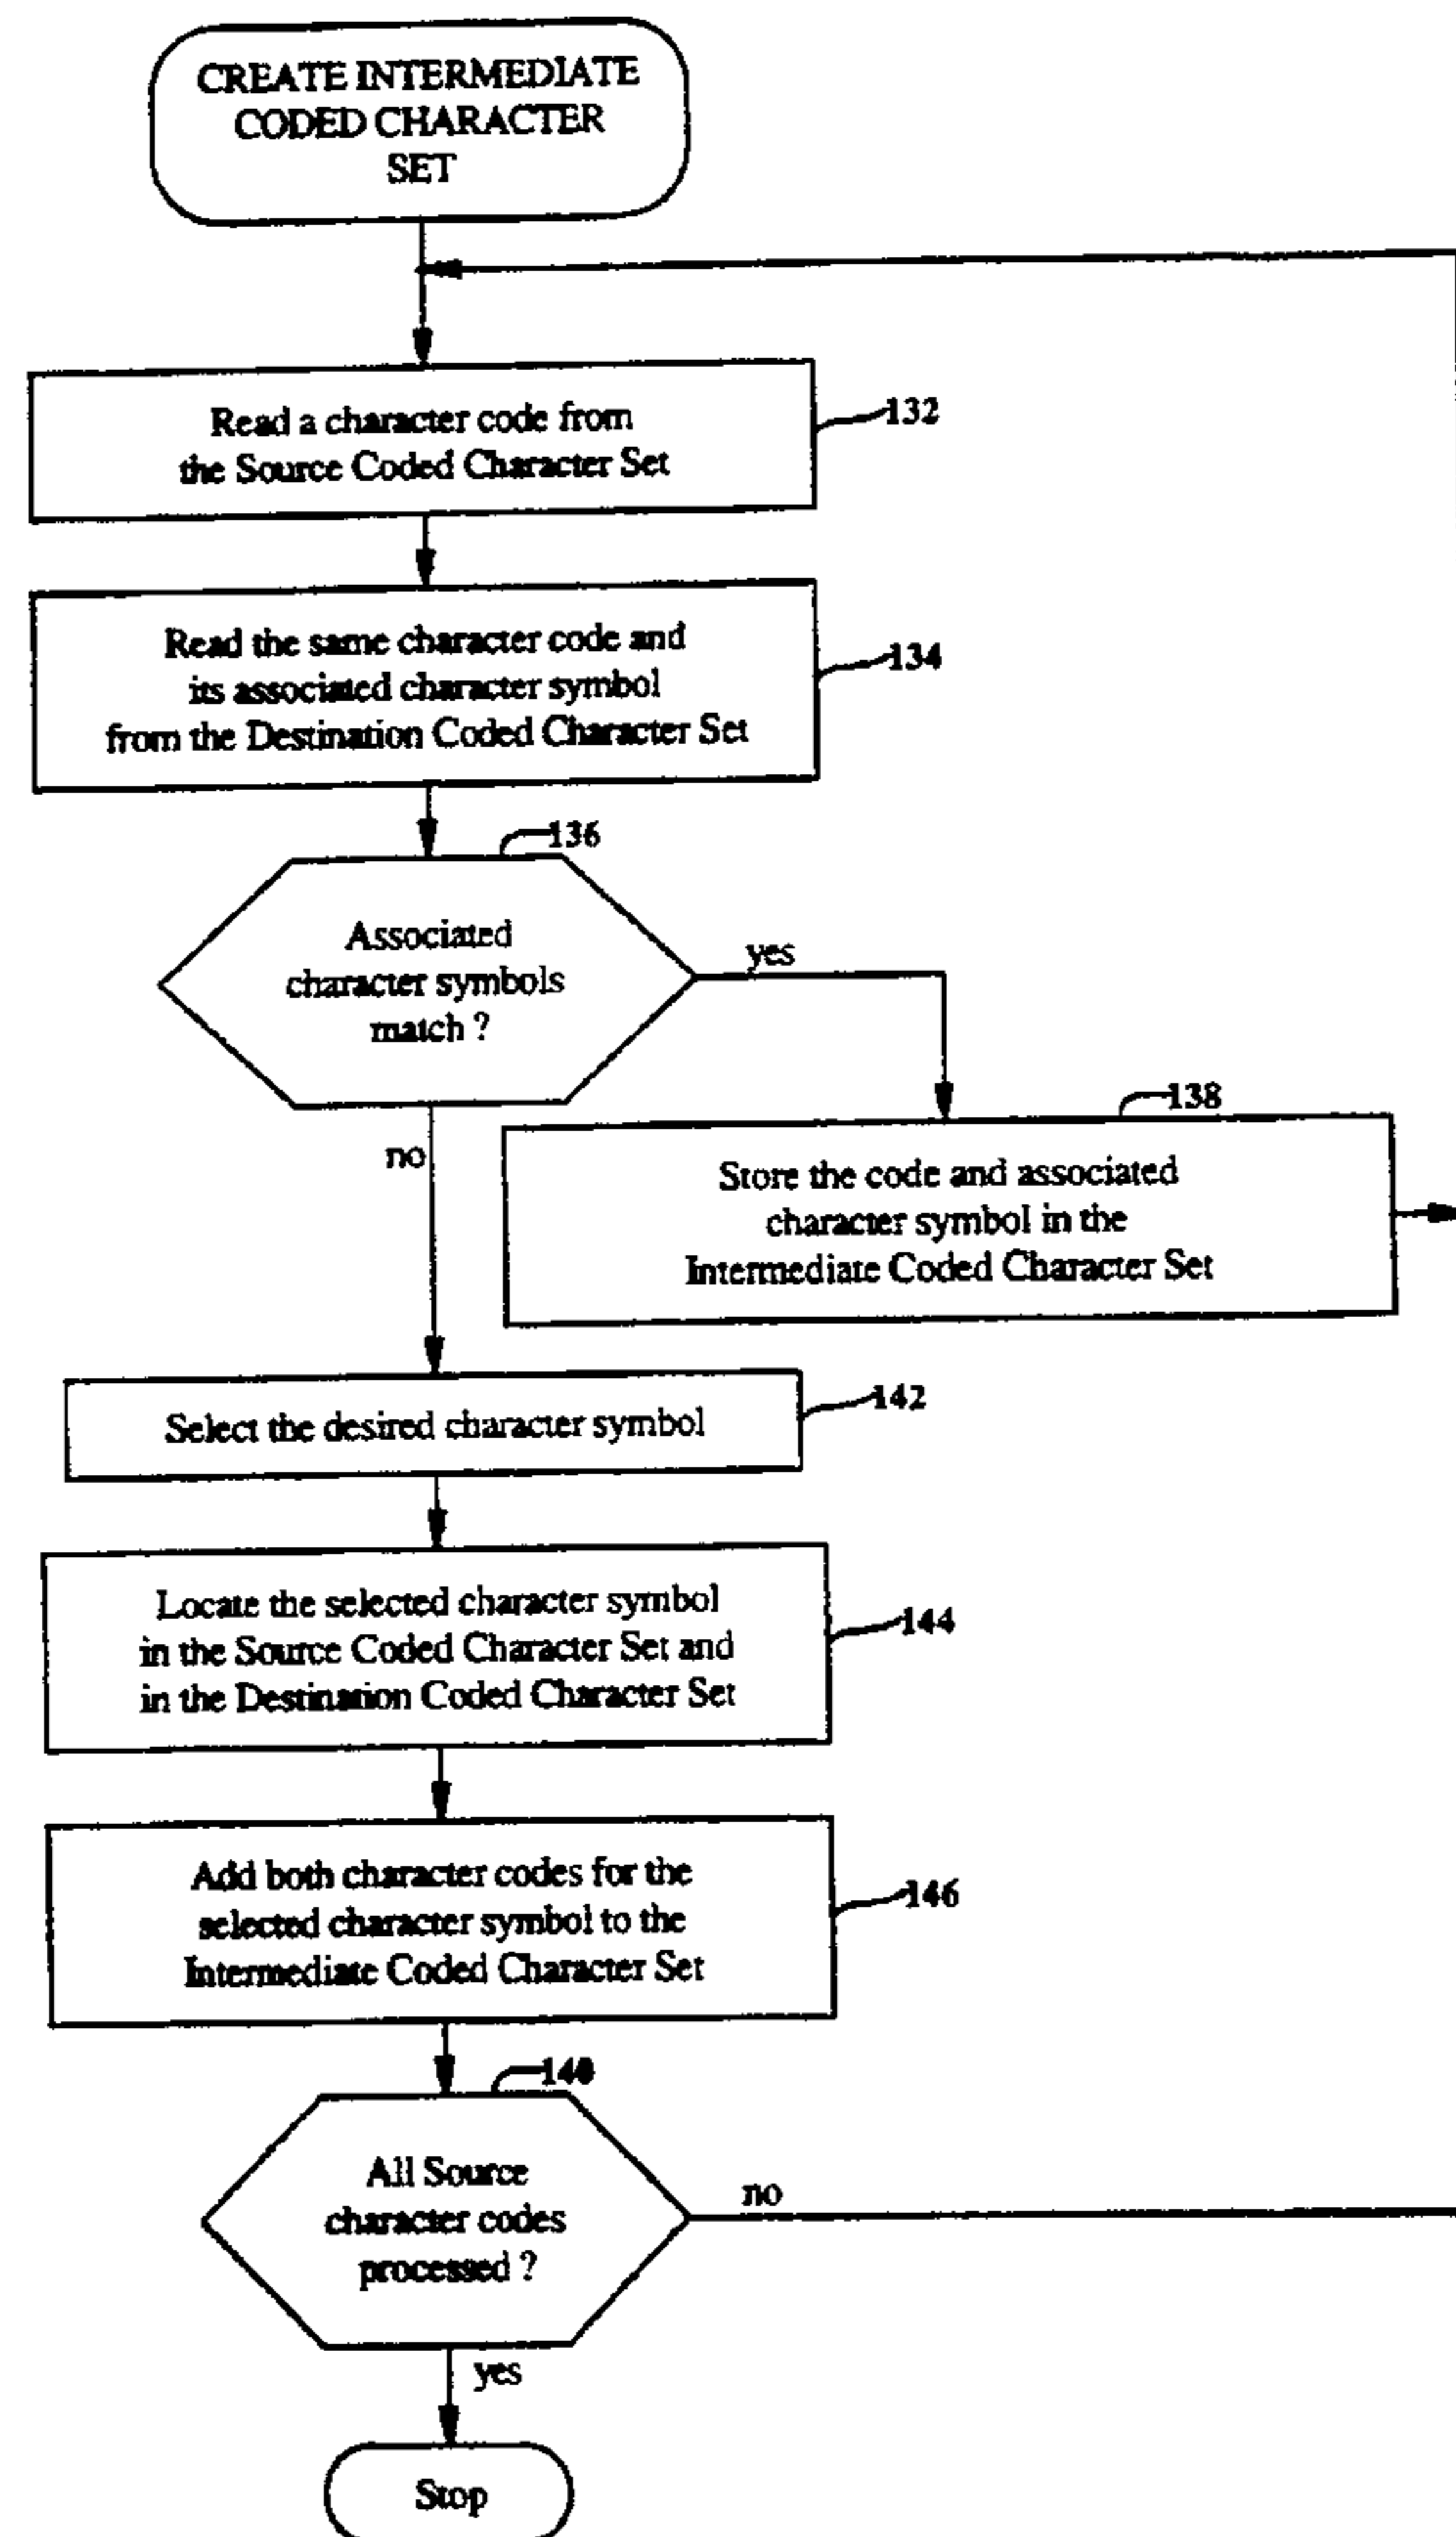 CREATE INTERMEDIATE
CODED CHARACTER
SET
Read a character code from
the Source Coded Character Set
132
Read the same character code and
its associated character symbol
from the Destination Coded Character Set
134
136
Associated
character symbols
match ?
yes
no
138
Store the code and associated
character symbol in the
Intermediate Coded Character Set
Select the desired character symbol
142
Locate the selected character symbol
in the Source Coded Character Set and
in the Destination Coded Character Set
144
Add both character codes for the
selected character symbol to the
Intermediate Coded Character Set
146
140
All Source
character codes
processed ?
no
yes
Stop